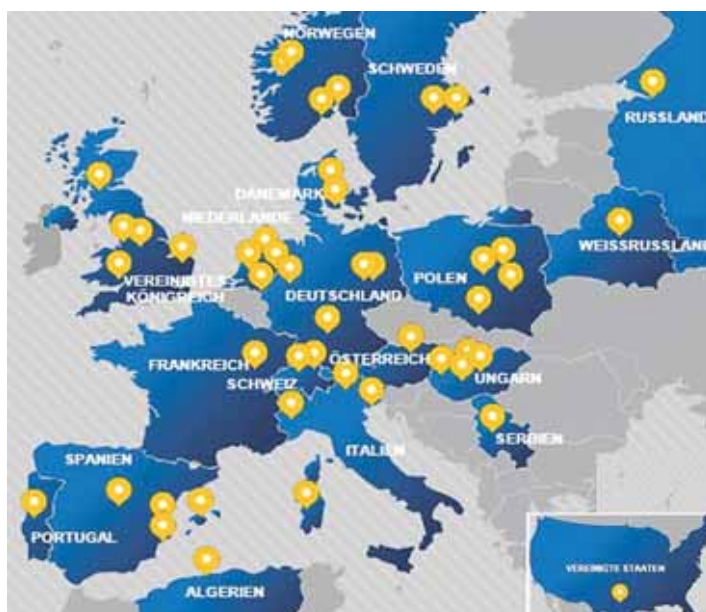 NORWEGEN
SCHWEDEN
RUSSLAND
DÄNEMARK
NIEDERLANDE
WEISSRUSSLAND
POLEN
VEREINIGTES
KÖNIGREICH
DEUTSCHLAND
FRANKREICH
ÖSTERREICH
SCHWEIZ
UNGARN
SERBIEN
ITALIEN
SPANIEN
PORTUGAL
ALGERIEN
VEREINIGTE STAATEN